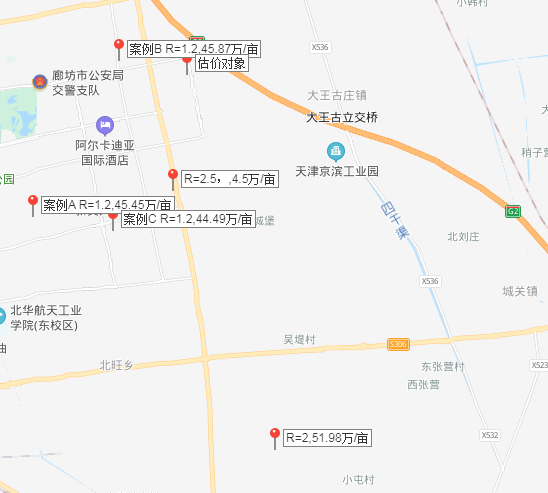 小韩村
X536
案例B R=1.2,45.87万/亩
估价对象
廊坊市公安局
交警支队
大王古庄镇
大王古立交桥
阿尔卡迪亚
国际酒店
天津京滨工业园
稍子营
公园
R=2.5，,4.5万/亩
案例A R=1.2,45.45万/亩
案例C R=1.2,44.49万/亩
城堡
四千渠
G2
北刘庄
X536
城关镇
北华航天工业
学院(东校区)
吴堤村
S306
油
北旺乡
东张营村
X523
西张营
R=2,51.98万/亩
X532
小屯村